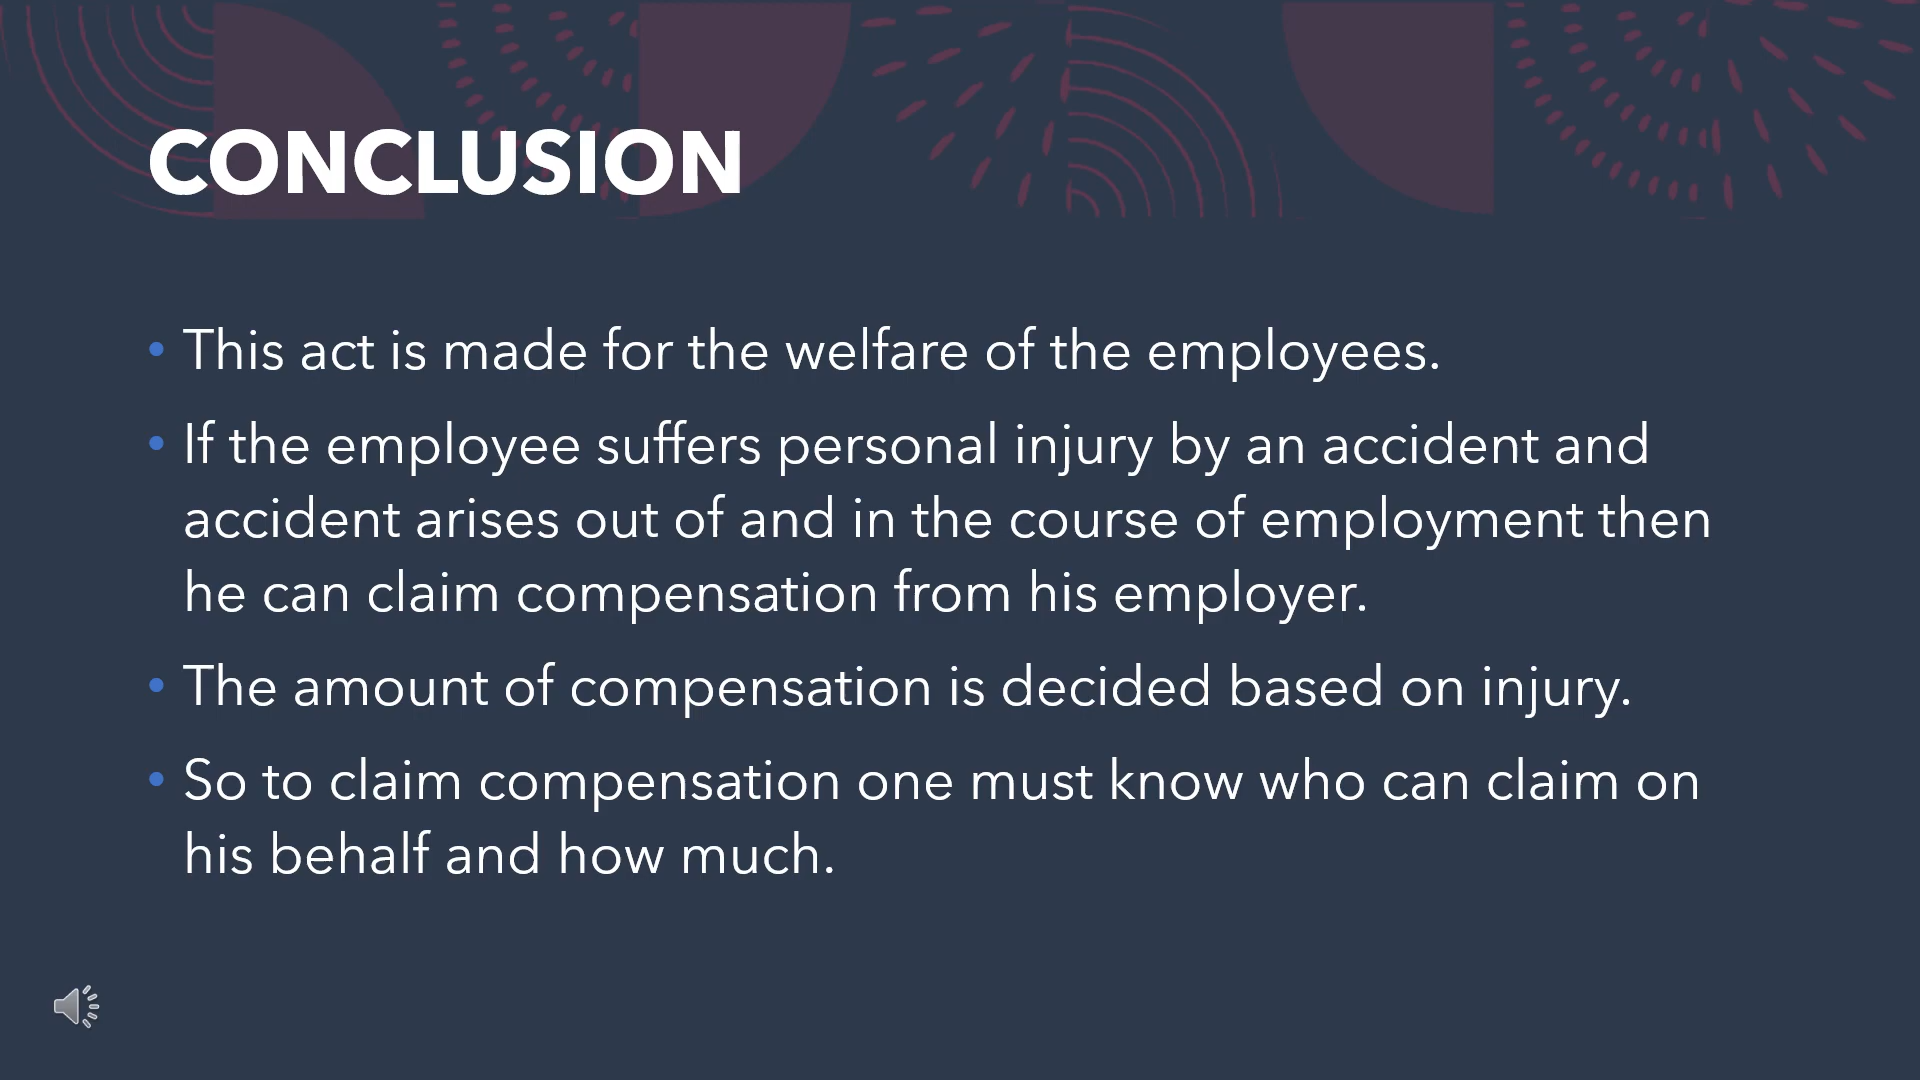 CONCLUSION
• This act is made for the welfare of the employees.
• If the employee suffers personal injury by an accident and
accident arises out of and in the course of employment then
he can claim compensation from his employer.
• The amount of compensation is decided based on injury.
• So to claim compensation one must know who can claim on
his behalf and how much.